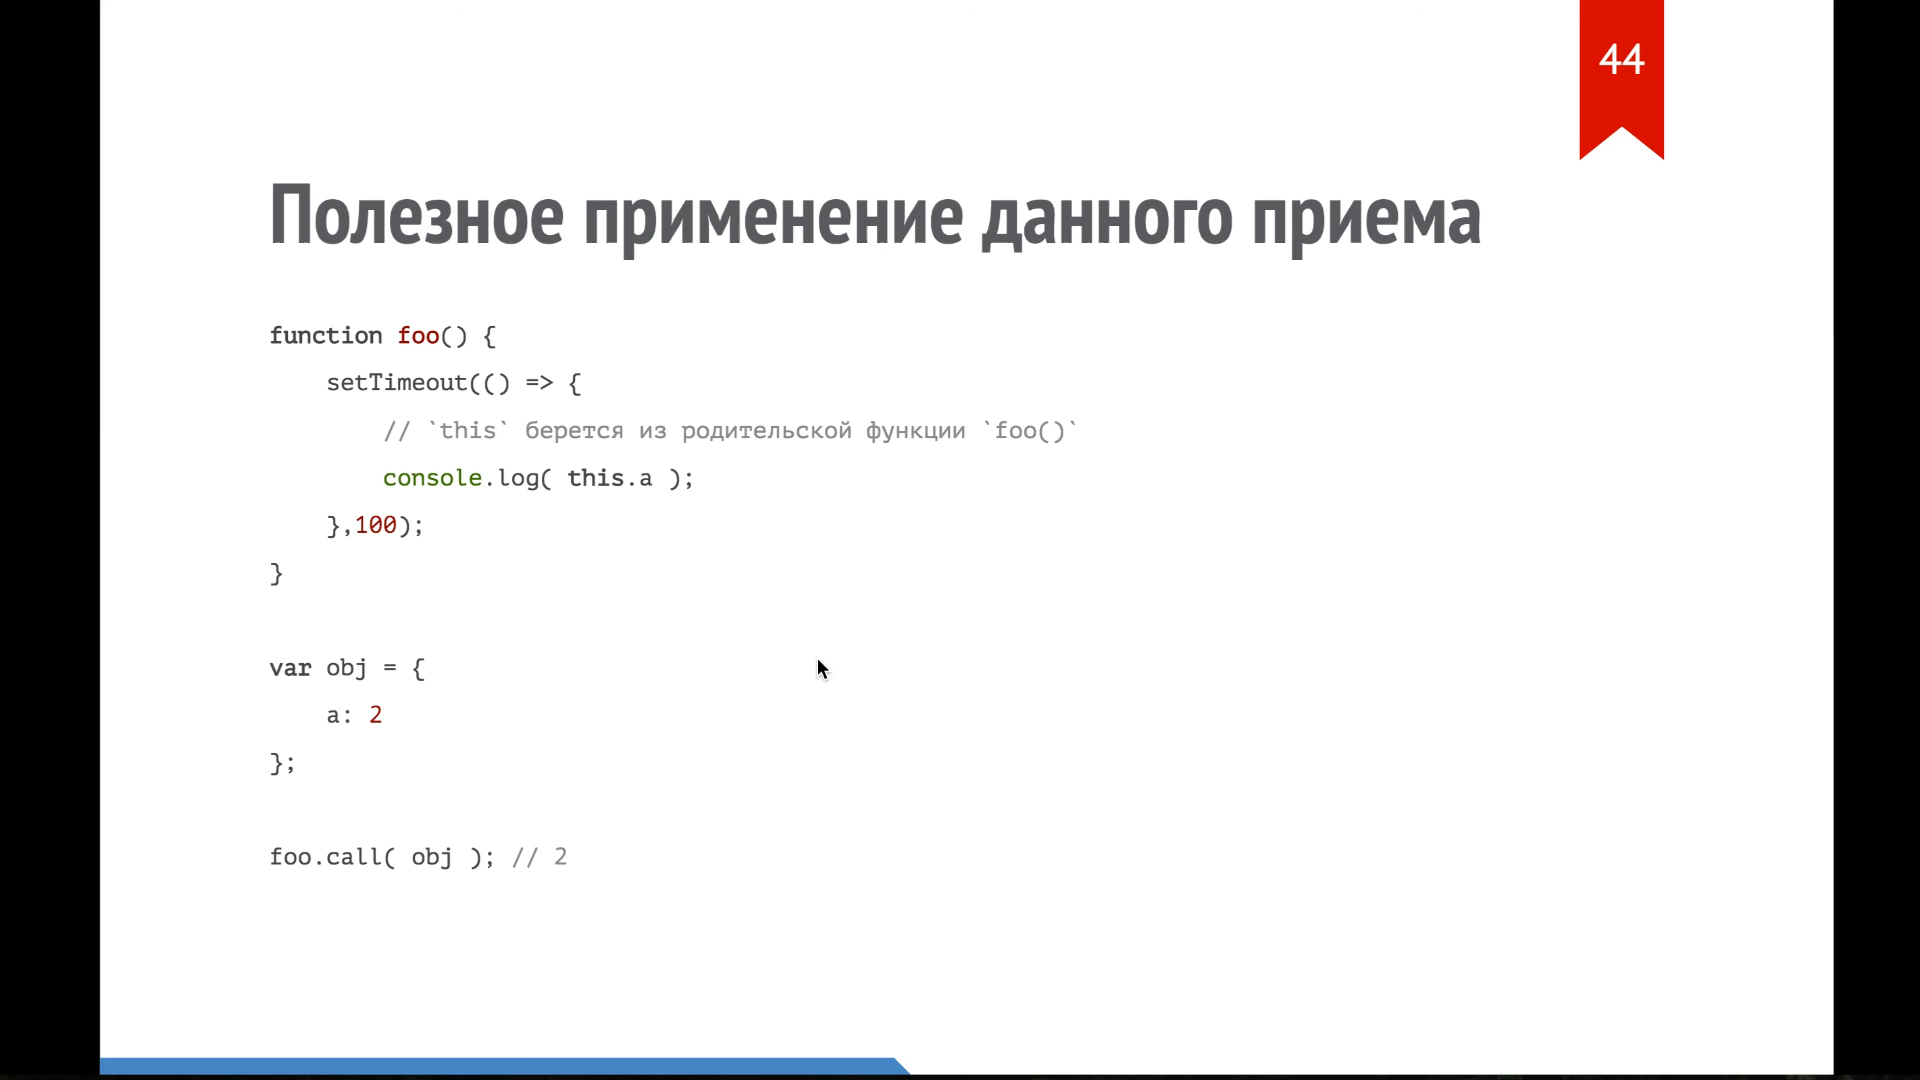 44
Полезное применение данного приема
function foo() {
    setTimeout(() => {
        // `this` берется из родительской функции `foo()`
        console.log( this.a );
    },100);
}
var obj = {
    a: 2
};
foo.call( obj ); // 2